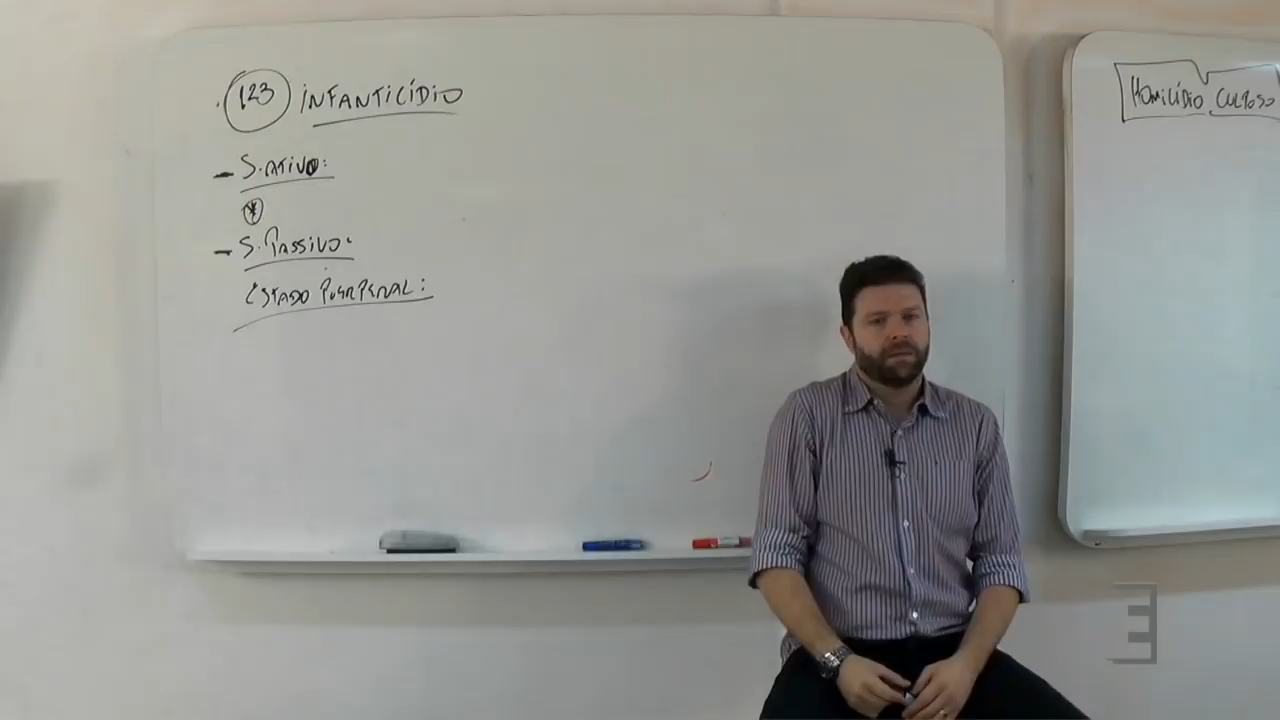 123 INFANTICÍDIO
- S. ATIVO:
*
- S. PASSIVO:
ESTADO PUERPERAL:
HOMICÍDIO CULPOSO
E